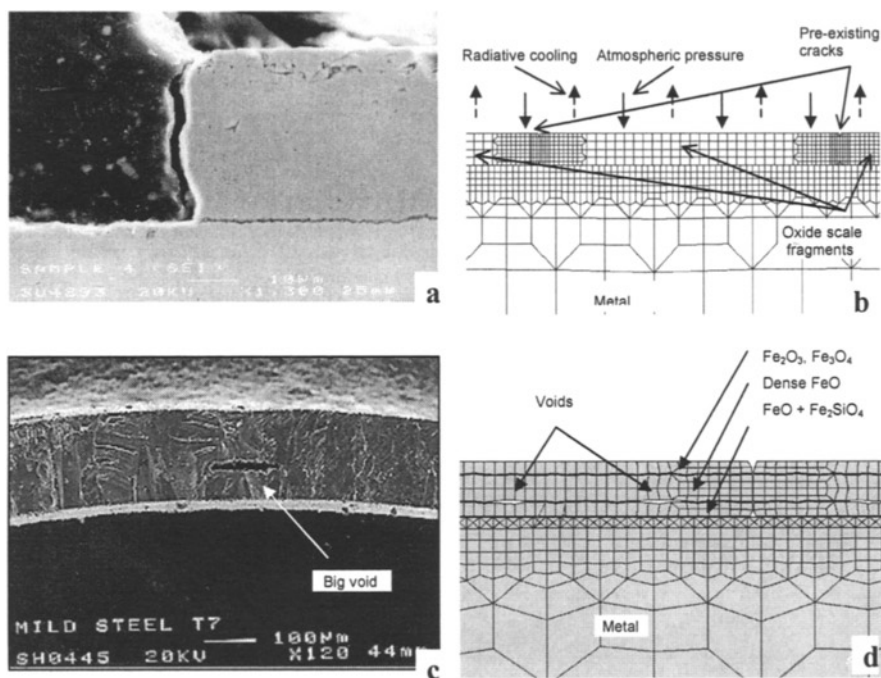 SAMPLE 4 (SEI)
10µm
SU4293 20KV X1,300 25mm
a
Radiative cooling
Atmospheric pressure
Pre-existing
cracks
Oxide scale
fragments
Metal
b
Big void
MILD STEEL T7
100µm
SH0445 20KV X120 44mm
c
Fe₂O₃, Fe₃O₄
Dense FeO
FeO + Fe₂SiO₄
Voids
Metal
d